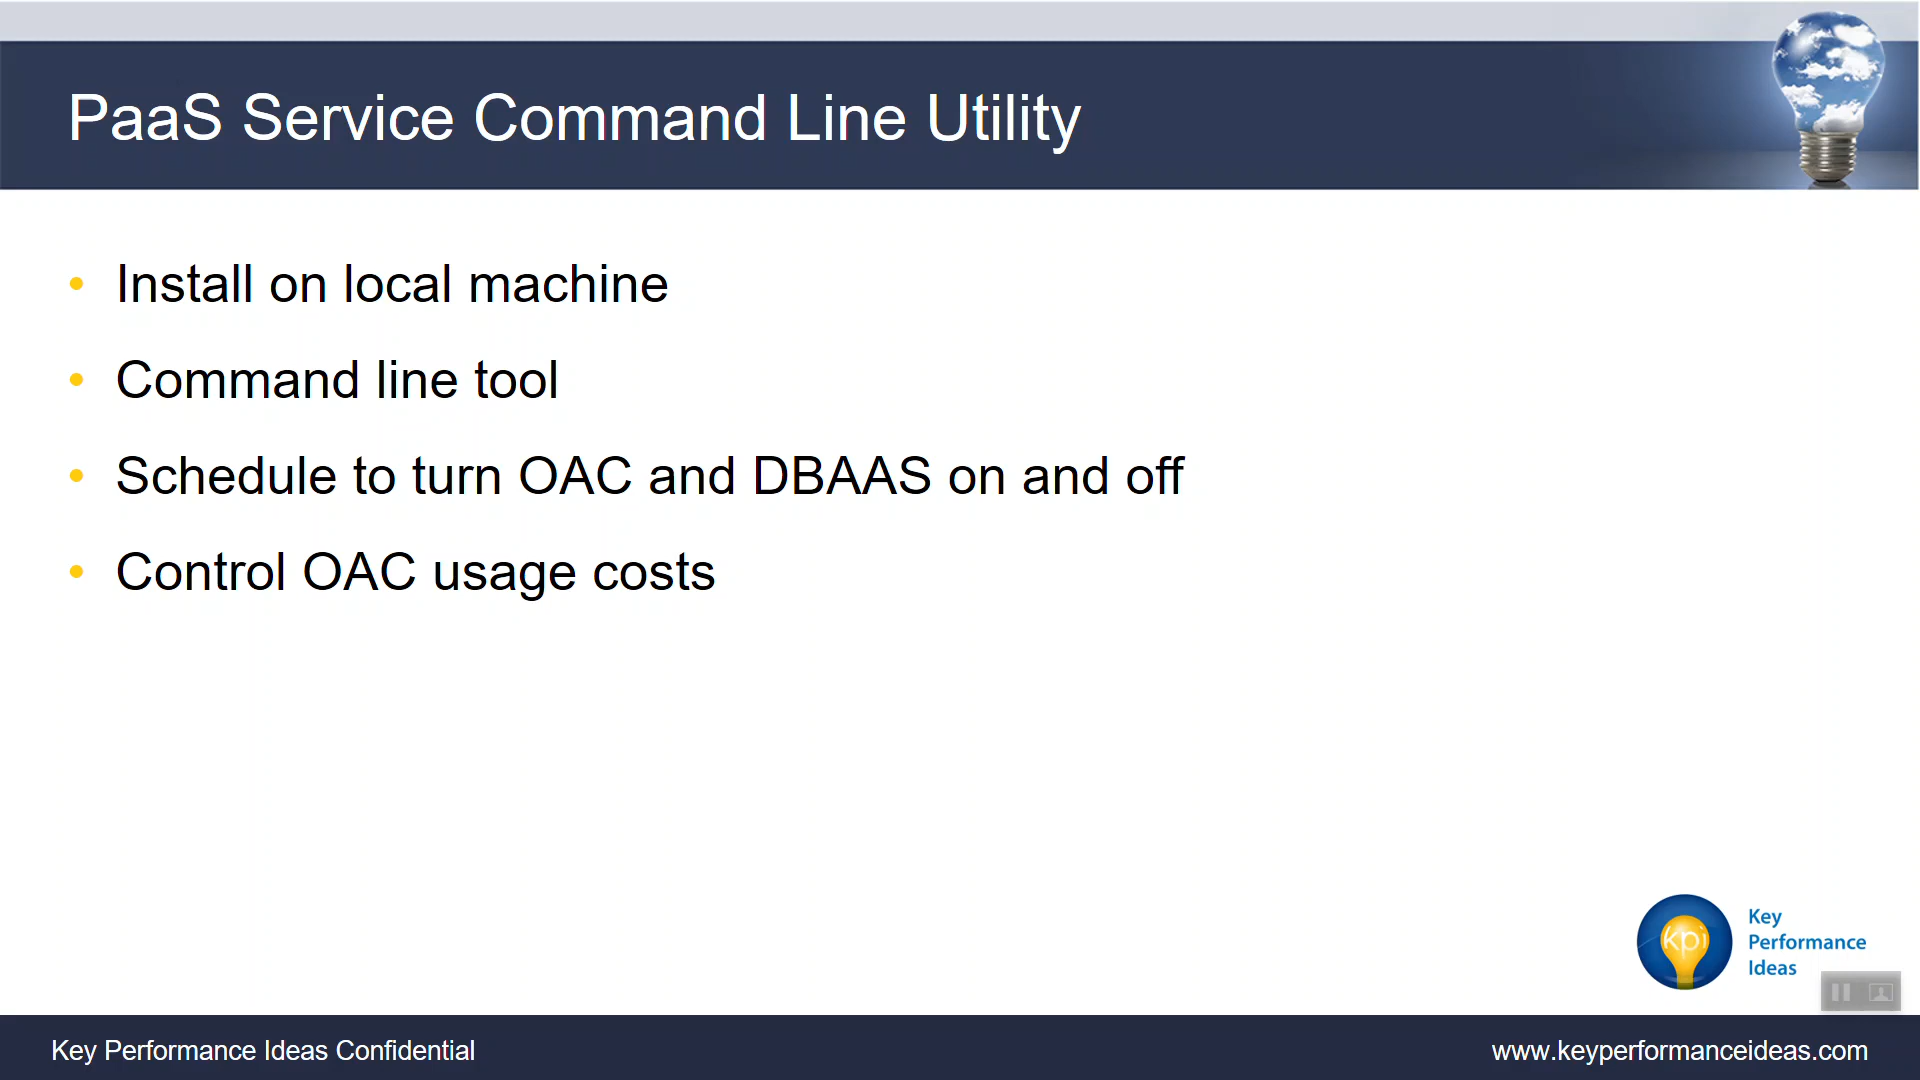 PaaS Service Command Line Utility
• Install on local machine
• Command line tool
• Schedule to turn OAC and DBAAS on and off
• Control OAC usage costs
kpi
Key
Performance
Ideas
Key Performance Ideas Confidential
www.keyperformanceideas.com